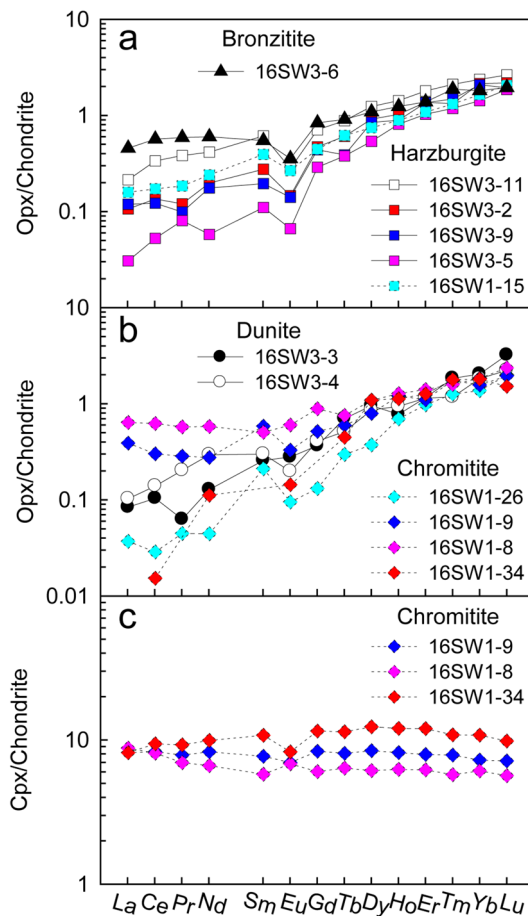 a
Bronzitite
16SW3-6
10
1
0.1
10
Opx/Chondrite
Harzburgite
16SW3-11
16SW3-2
16SW3-9
16SW3-5
16SW1-15
b
Dunite
16SW3-3
16SW3-4
1
0.1
0.01
Opx/Chondrite
Chromitite
16SW1-26
16SW1-9
16SW1-8
16SW1-34
c
Chromitite
16SW1-9
16SW1-8
16SW1-34
10
1
Cpx/Chondrite
La Ce Pr Nd Sm Eu Gd Tb Dy Ho Er Tm Yb Lu